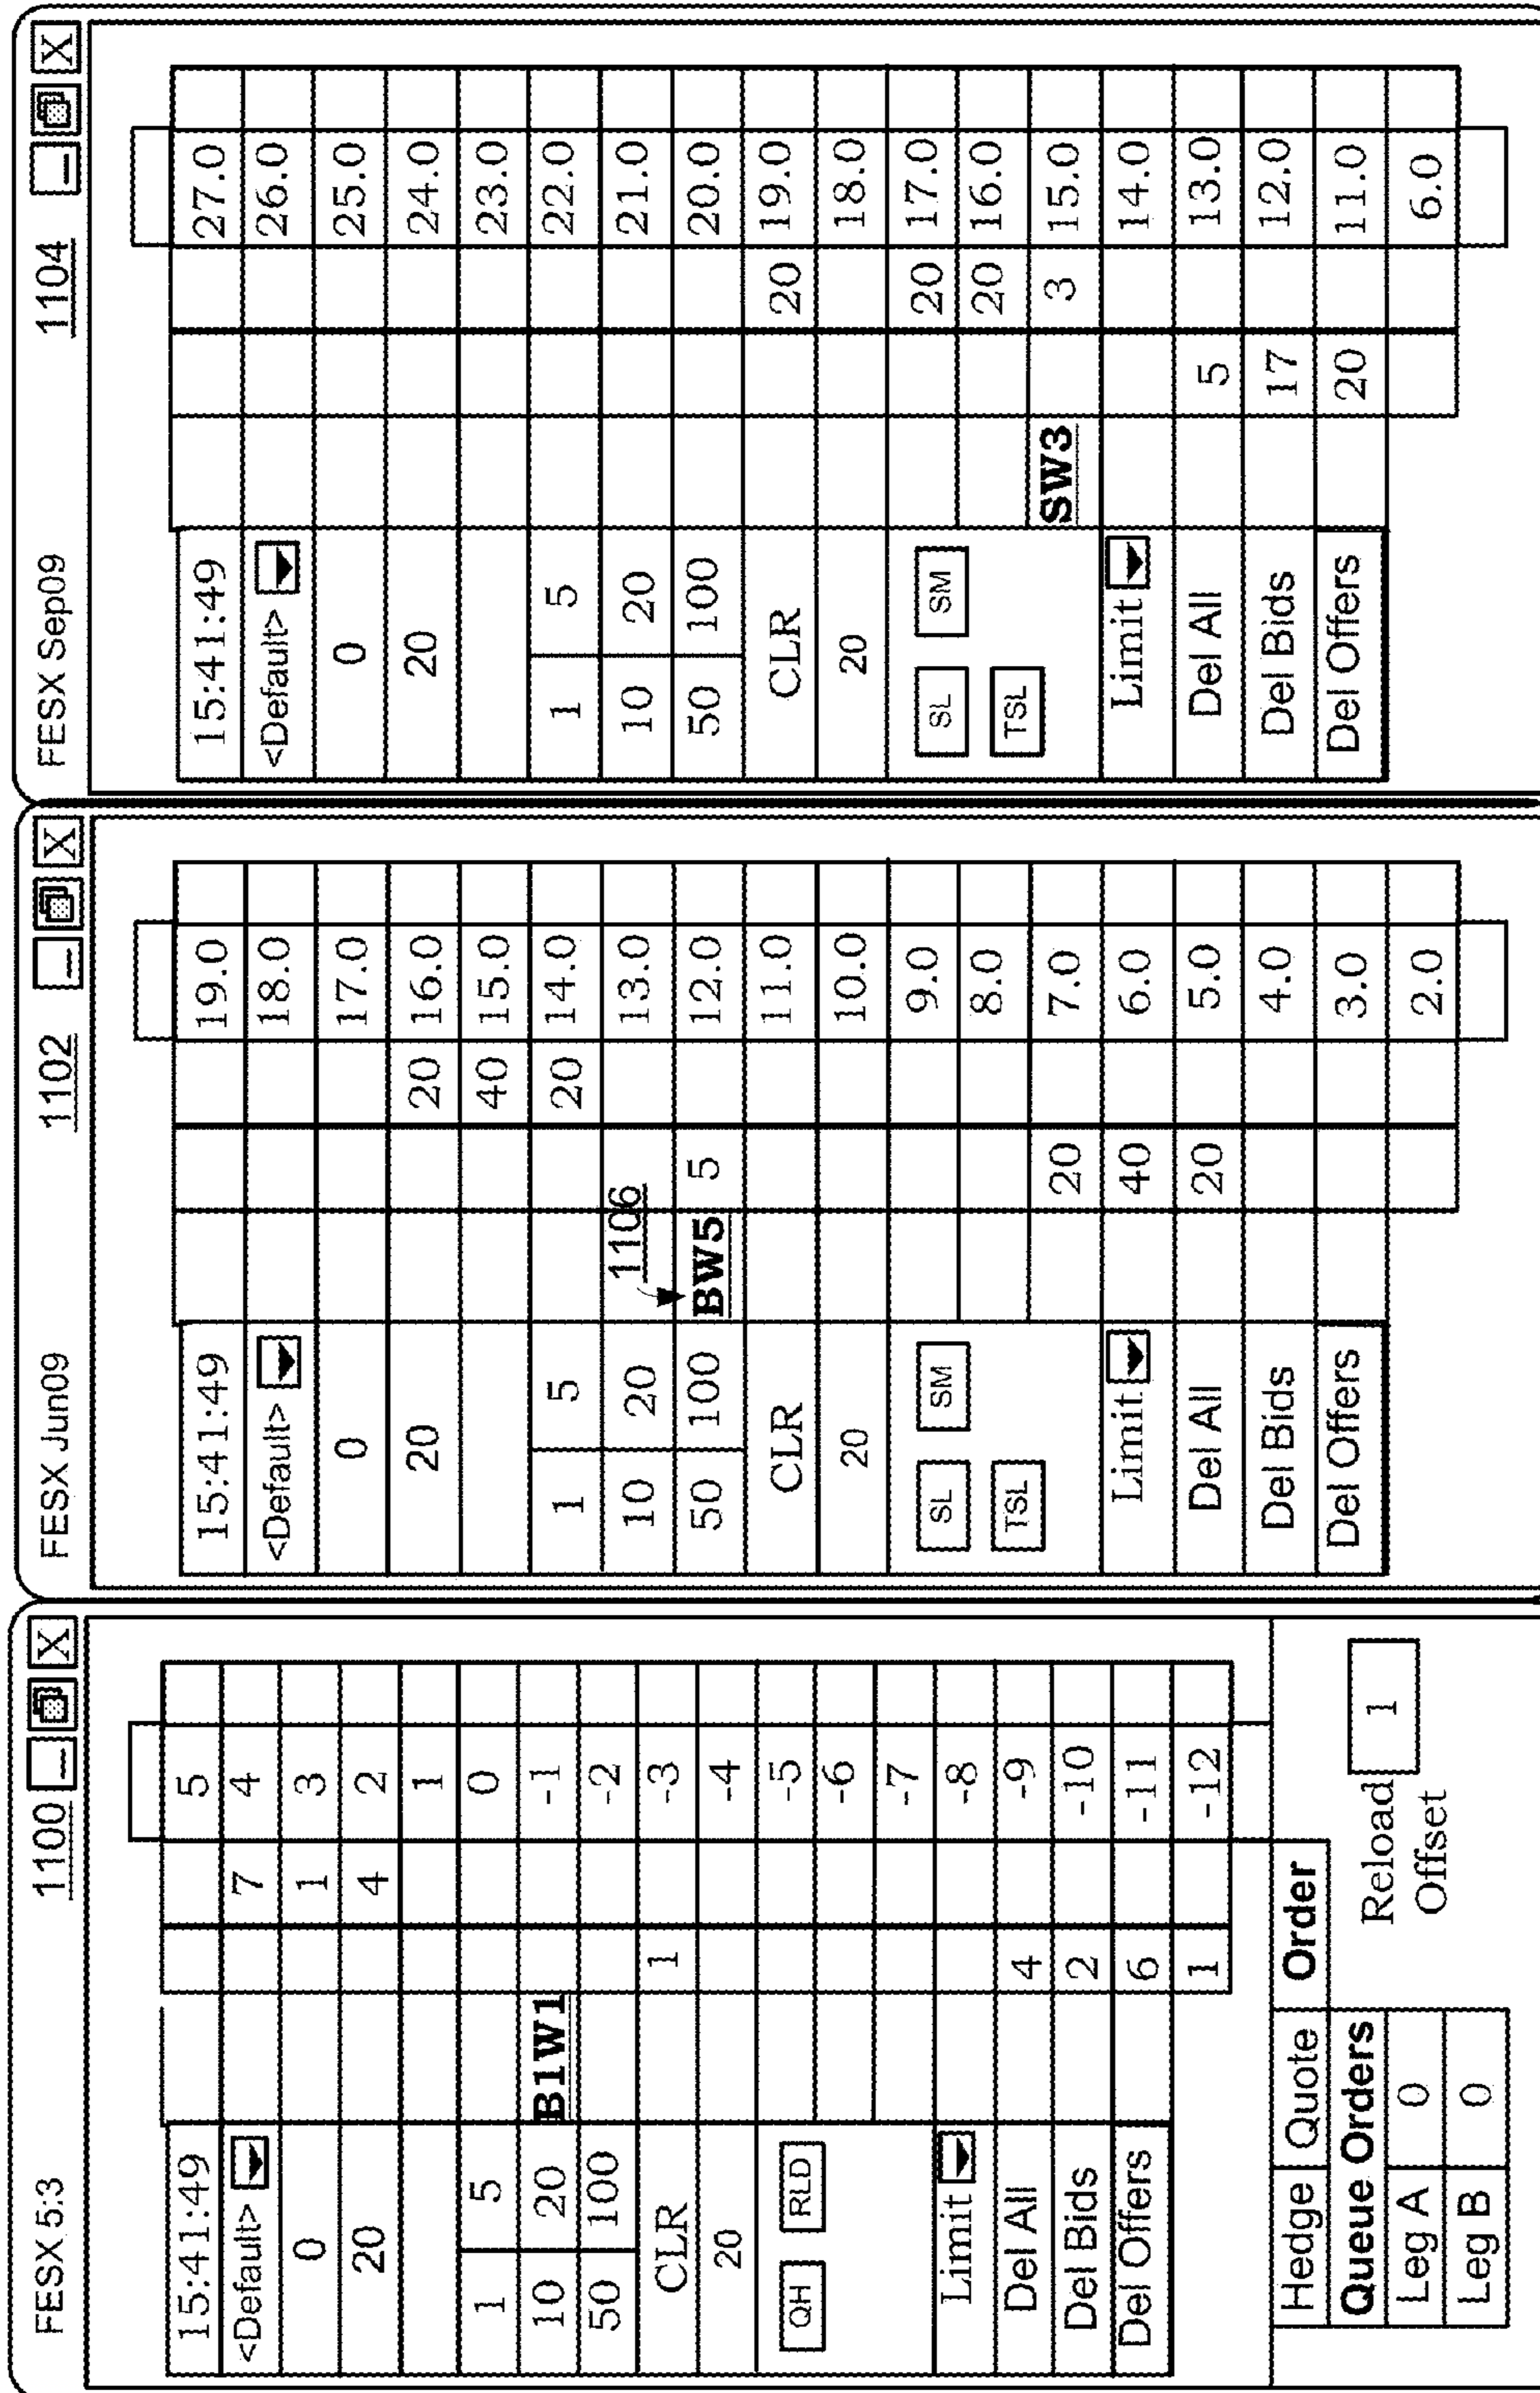 FESX 5:3 1100 _ X
15:41:49 5
<Default> 7 4
0 1 3
20 4 2
1
1 5 0
10 20 B1W1 -1
50 100 -2
CLR 1 -3
20 -4
QH RLD -5
-6
-7
Limit -8
Del All 4 -9
Del Bids 2 -10
Del Offers 6 -11
1 -12
Hedge Quote Order
Queue Orders
Leg A 0
Leg B 0
Reload 1
Offset
FESX Jun09 1102 _ X
15:41:49 19.0
<Default> 18.0
0 17.0
20 20 16.0
40 15.0
1 5 20 14.0
10 20 1106 13.0
50 100 BW5 5 12.0
CLR 11.0
20 10.0
SL SM 9.0
8.0
TSL 20 7.0
Limit 40 6.0
Del All 20 5.0
Del Bids 4.0
Del Offers 3.0
2.0
FESX Sep09 1104 _ X
15:41:49 27.0
<Default> 26.0
0 25.0
20 24.0
23.0
1 5 22.0
10 20 21.0
50 100 20.0
CLR 20 19.0
20 18.0
SL SM 20 17.0
20 16.0
TSL SW3 3 15.0
Limit 14.0
Del All 5 13.0
Del Bids 17 12.0
Del Offers 20 11.0
6.0